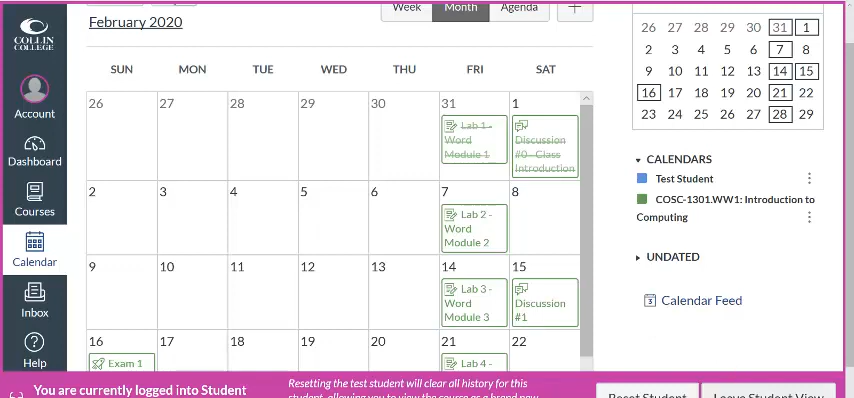 COLLIN
COLLEGE
Account
Dashboard
Courses
Calendar
Inbox
Help
February 2020
Week Month Agenda +
SUN MON TUE WED THU FRI SAT
26 27 28 29 30 31 1
Lab 1 -
Word
Module 1
Discussion
#0 - Class
Introduction
2 3 4 5 6 7 8
Lab 2 -
Word
Module 2
9 10 11 12 13 14 15
Lab 3 -
Word
Module 3
Discussion
#1
16 17 18 19 20 21 22
Exam 1
Lab 4 -
26 27 28 29 30 31 1
2 3 4 5 6 7 8
9 10 11 12 13 14 15
16 17 18 19 20 21 22
23 24 25 26 27 28 29
CALENDARS
Test Student
COSC-1301.WW1: Introduction to
Computing
UNDATED
3 Calendar Feed
You are currently logged into Student
Resetting the test student will clear all history for this
student, allowing you to view the course as a brand new
Reset Student
Leave Student View